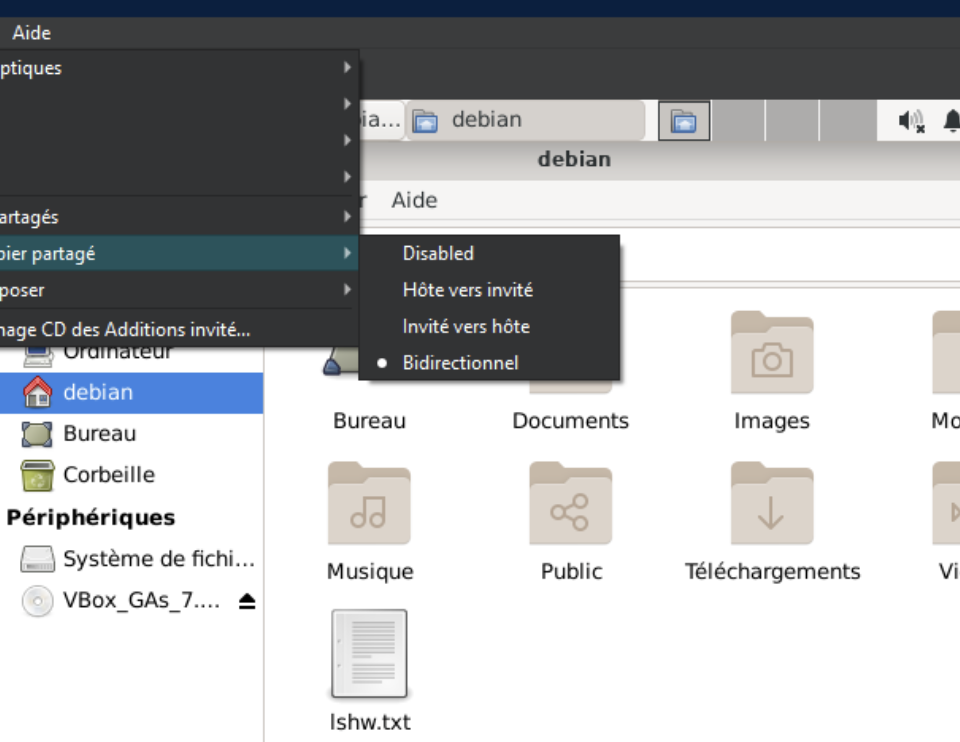 Aide
ptiques
ia... debian
debian
Aide
artagés
pier partagé
Disabled
poser
Hôte vers invité
nage CD des Additions invité...
Invité vers hôte
Bidirectionnel
Ordinateur
debian
Bureau
Corbeille
Périphériques
Système de fichi...
VBox_GAs_7....
Bureau Documents Images Mo
Musique Public Téléchargements Vi
lshw.txt